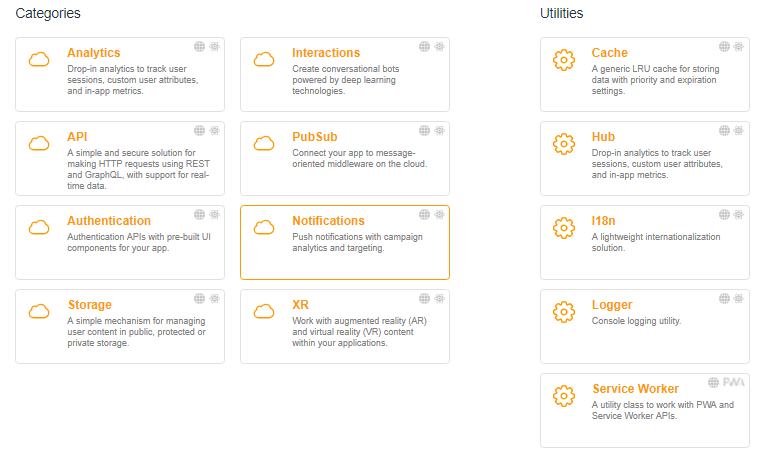 Categories
Analytics
Drop-in analytics to track user
sessions, custom user attributes,
and in-app metrics.
Interactions
Create conversational bots
powered by deep learning
technologies.
API
A simple and secure solution for
making HTTP requests using REST
and GraphQL, with support for real-
time data.
PubSub
Connect your app to message-
oriented middleware on the cloud.
Authentication
Authentication APIs with pre-built UI
components for your app.
Notifications
Push notifications with campaign
analytics and targeting.
Storage
A simple mechanism for managing
user content in public, protected or
private storage.
XR
Work with augmented reality (AR)
and virtual reality (VR) content
within your applications.
Utilities
Cache
A generic LRU cache for storing
data with priority and expiration
settings.
Hub
Drop-in analytics to track user
sessions, custom user attributes,
and in-app metrics.
I18n
A lightweight internationalization
solution.
Logger
Console logging utility.
PWA
Service Worker
A utility class to work with PWA and
Service Worker APIs.